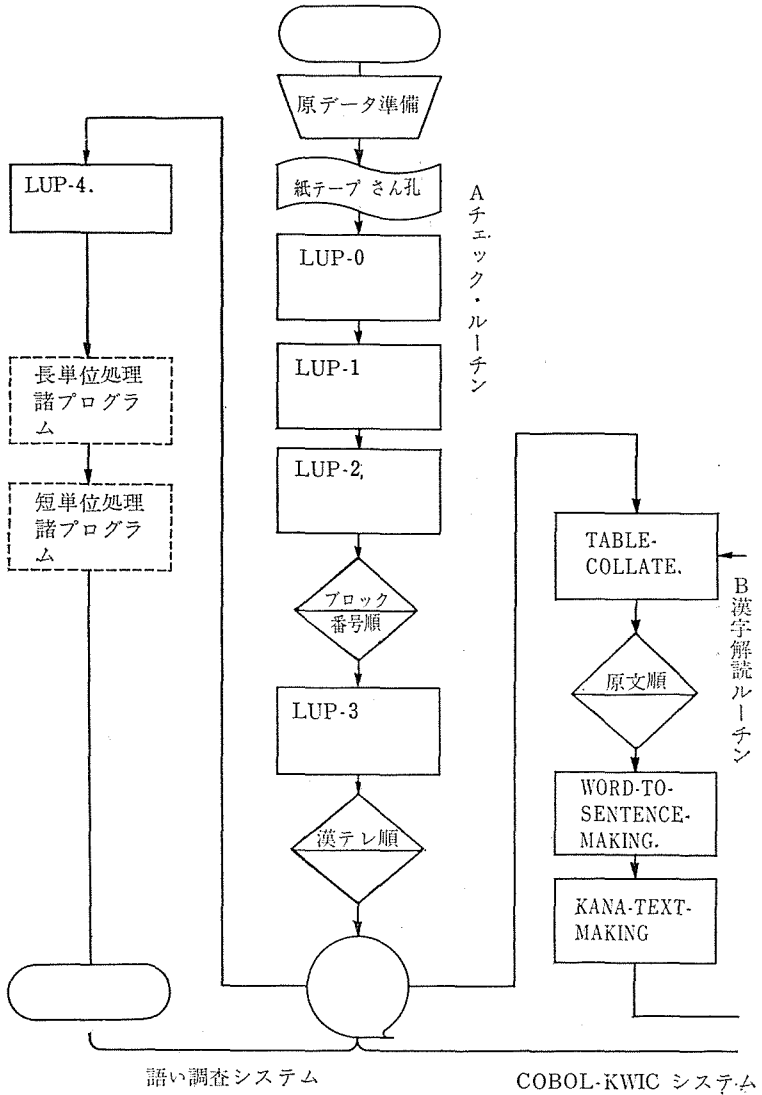 原データ準備
紙テープ さん孔
Aチェック・ルーチン
LUP-0
LUP-1
LUP-2,
ブロック
番号順
LUP-3
漢テレ順
LUP-4.
長単位処理
諸プログラ
ム
短単位処理
諸プログラ
ム
TABLE-
COLLATE.
B漢字解読ルーチン
原文順
WORD-TO-
SENTENCE-
MAKING.
KANA-TEXT-
MAKING
語い調査システム
COBOL-KWIC システム